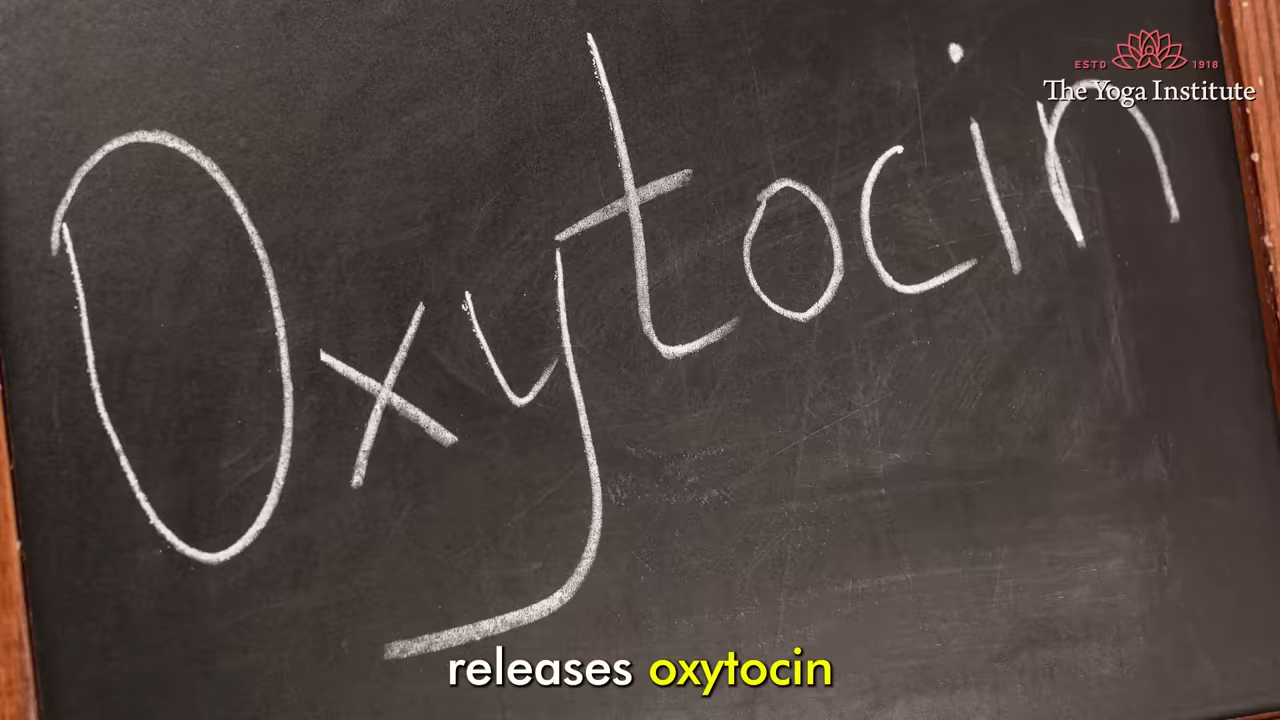 ESTD 1918
The Yoga Institute
Oxytocin
releases oxytocin